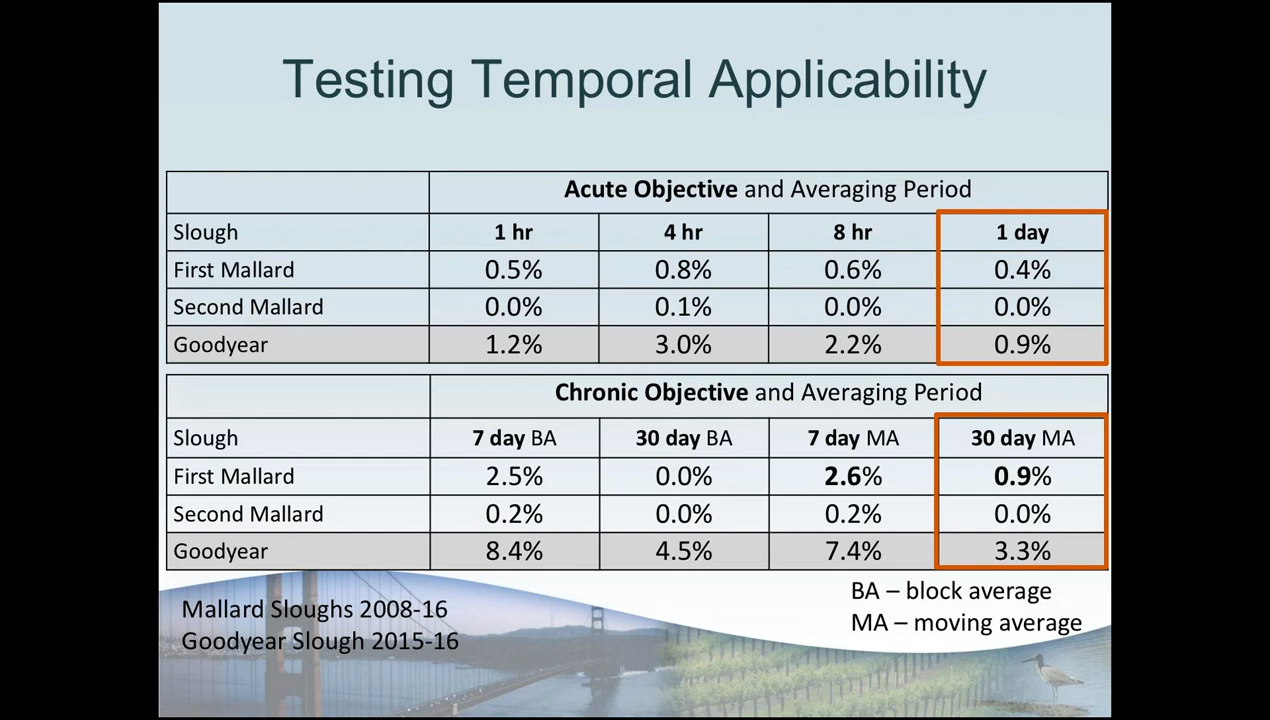 Testing Temporal Applicability
Acute Objective and Averaging Period
Slough 1 hr 4 hr 8 hr 1 day
First Mallard 0.5% 0.8% 0.6% 0.4%
Second Mallard 0.0% 0.1% 0.0% 0.0%
Goodyear 1.2% 3.0% 2.2% 0.9%
Chronic Objective and Averaging Period
Slough 7 day BA 30 day BA 7 day MA 30 day MA
First Mallard 2.5% 0.0% 2.6% 0.9%
Second Mallard 0.2% 0.0% 0.2% 0.0%
Goodyear 8.4% 4.5% 7.4% 3.3%
Mallard Sloughs 2008-16
Goodyear Slough 2015-16
BA – block average
MA – moving average